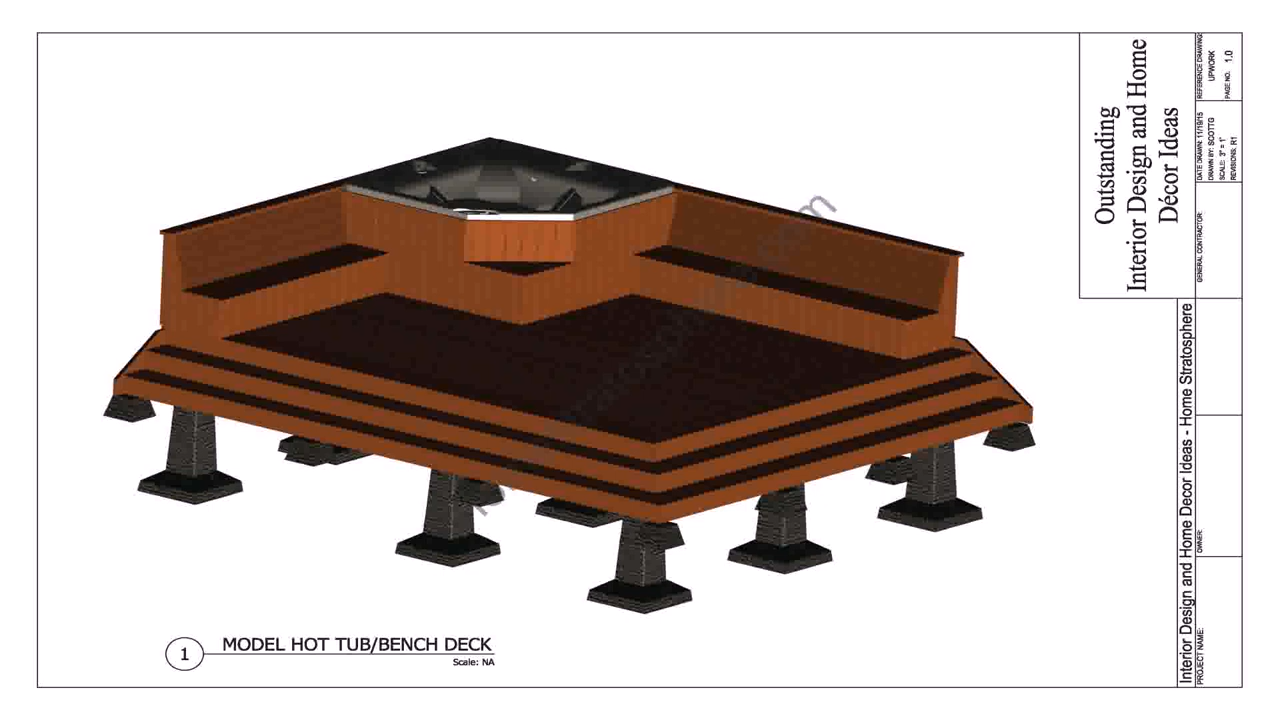 Outstanding
Interior Design and Home
Décor Ideas
REFERENCE DRAWING:
UPWORK
PAGE NO. 1.0
DATE DRAWN: 11/19/15
DRAWN BY: SCOTTG
SCALE: 3" = 1'
REVISIONS: R1
GENERAL CONTRACTOR:
Interior Design and Home Decor Ideas - Home Stratosphere
OWNER:
PROJECT NAME:
1
MODEL HOT TUB/BENCH DECK
Scale: NA